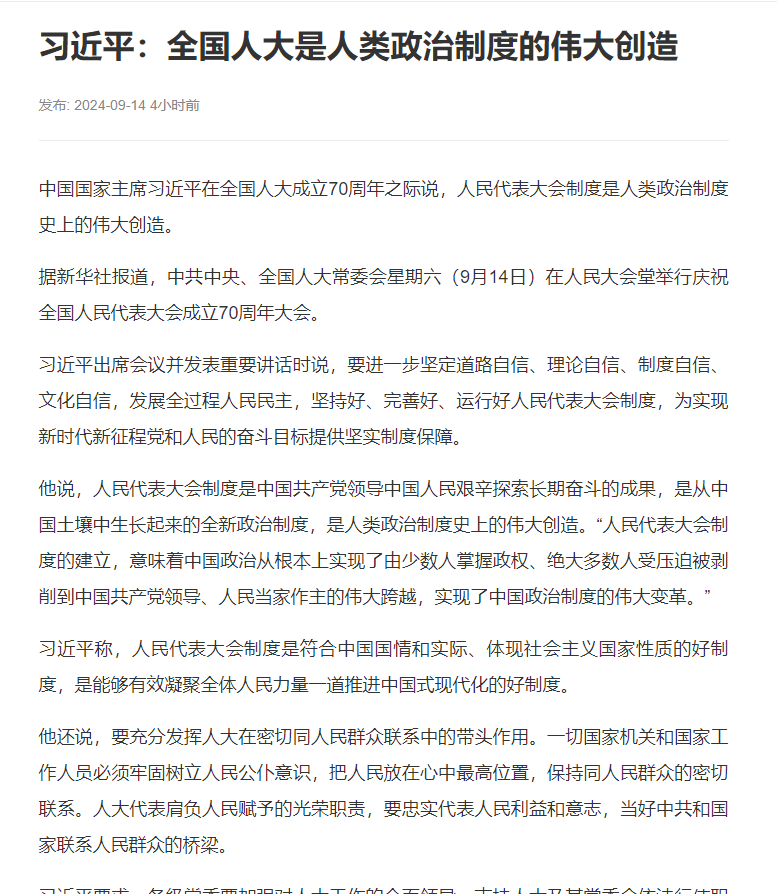 习近平：全国人大是人类政治制度的伟大创造
发布: 2024-09-14 4小时前
中国国家主席习近平在全国人大成立70周年之际说，人民代表大会制度是人类政治制度
史上的伟大创造。
据新华社报道，中共中央、全国人大常委会星期六（9月14日）在人民大会堂举行庆祝
全国人民代表大会成立70周年大会。
习近平出席会议并发表重要讲话时说，要进一步坚定道路自信、理论自信、制度自信、
文化自信，发展全过程人民民主，坚持好、完善好、运行好人民代表大会制度，为实现
新时代新征程党和人民的奋斗目标提供坚实制度保障。
他说，人民代表大会制度是中国共产党领导中国人民艰辛探索长期奋斗的成果，是从中
国土壤中生长起来的全新政治制度，是人类政治制度史上的伟大创造。“人民代表大会制
度的建立，意味着中国政治从根本上实现了由少数人掌握政权、绝大多数人受压迫被剥
削到中国共产党领导、人民当家作主的伟大跨越，实现了中国政治制度的伟大变革。”
习近平称，人民代表大会制度是符合中国国情和实际、体现社会主义国家性质的好制
度，是能够有效凝聚全体人民力量一道推进中国式现代化的好制度。
他还说，要充分发挥人大在密切同人民群众联系中的带头作用。一切国家机关和国家工
作人员必须牢固树立人民公仆意识，把人民放在心中最高位置，保持同人民群众的密切
联系。人大代表肩负人民赋予的光荣职责，要忠实代表人民利益和意志，当好中共和国
家联系人民群众的桥梁。